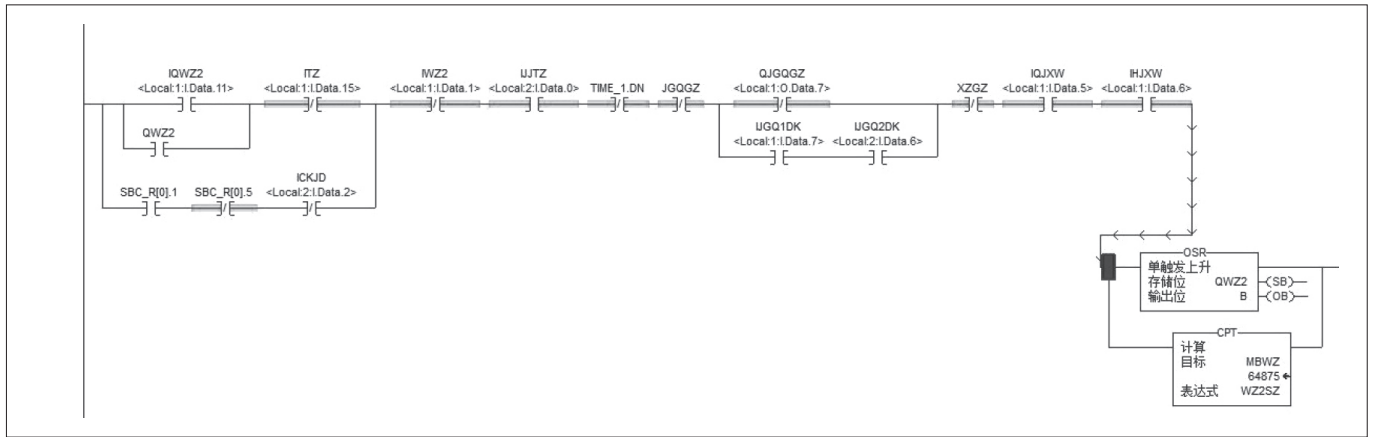 IQWZ2
<Local:1:I.Data.11>
ITZ
<Local:1:I.Data.15>
IWZ2
<Local:1:I.Data.1>
IJJTZ
<Local:2:I.Data.0>
TIME_1.DN
JGQGZ
QJGQGZ
<Local:1:O.Data.7>
XZGZ
IQJXW
<Local:1:I.Data.5>
IHJXW
<Local:1:I.Data.6>
QWZ2
IJGQ1DK
<Local:1:I.Data.7>
IJGQ2DK
<Local:2:I.Data.6>
SBC_R[0].1
SBC_R[0].5
ICKJD
<Local:2:I.Data.2>
OSR
单触发上升
存储位 QWZ2 (SB)
输出位 B (OB)
CPT
计算
目标 MBWZ
64875
表达式 WZ2SZ